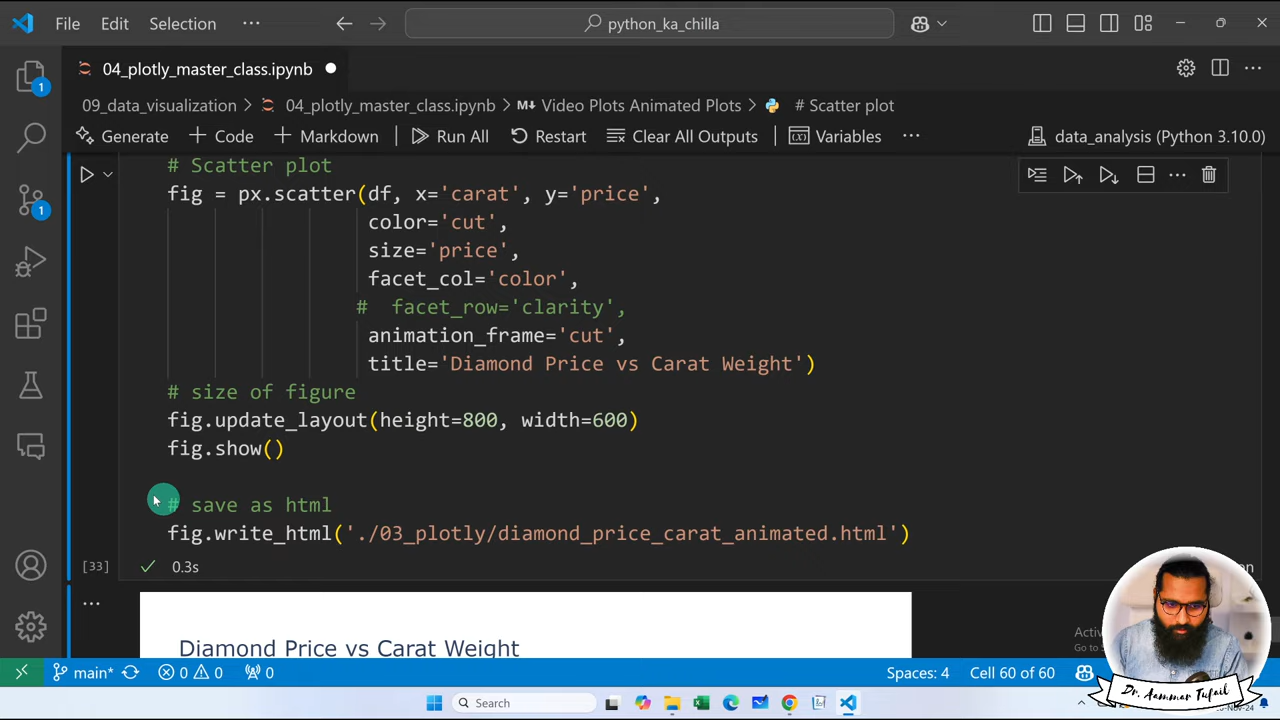 File Edit Selection ··· python_ka_chilla
04_plotly_master_class.ipynb
09_data_visualization > 04_plotly_master_class.ipynb > Video Plots Animated Plots > # Scatter plot
Generate + Code + Markdown | Run All Restart Clear All Outputs | Variables ··· data_analysis (Python 3.10.0)
# Scatter plot
fig = px.scatter(df, x='carat', y='price',
color='cut',
size='price',
facet_col='color',
# facet_row='clarity',
animation_frame='cut',
title='Diamond Price vs Carat Weight')
# size of figure
fig.update_layout(height=800, width=600)
fig.show()
# save as html
fig.write_html('./03_plotly/diamond_price_carat_animated.html')
[33] 0.3s
Diamond Price vs Carat Weight
main* 0 0 0 Spaces: 4 Cell 60 of 60
Dr. Aammar Tufail
Search